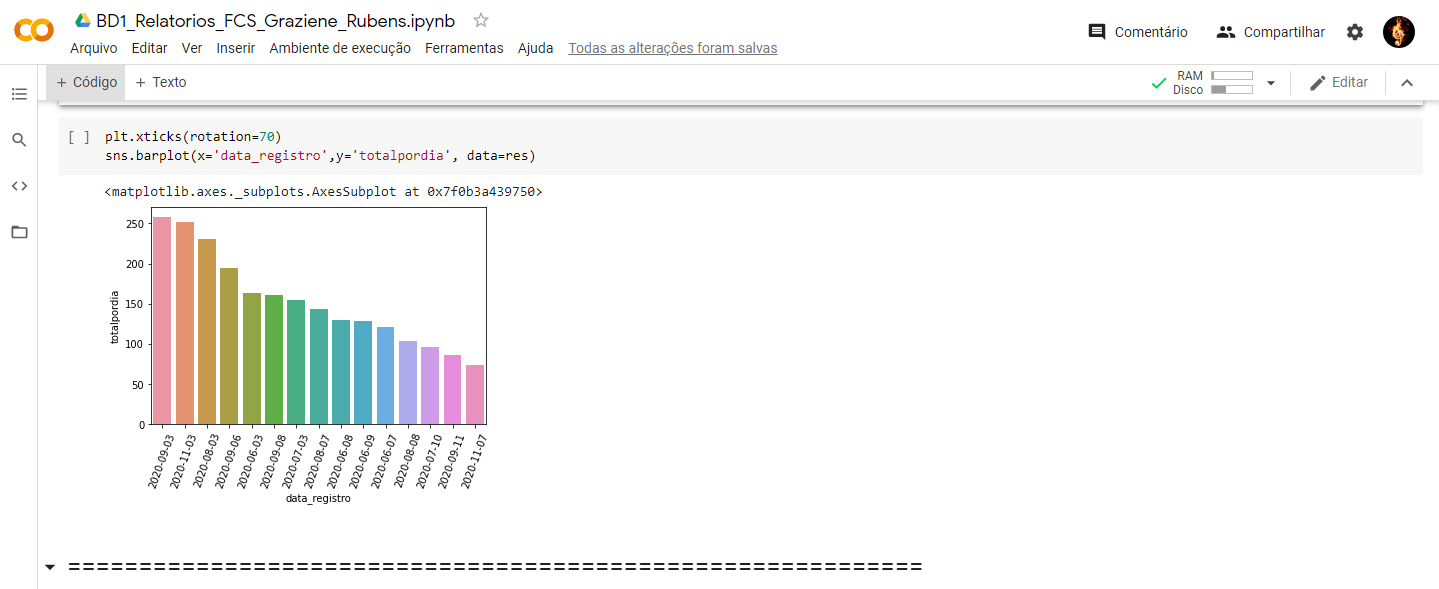 BD1_Relatorios_FCS_Graziene_Rubens.ipynb
Arquivo Editar Ver Inserir Ambiente de execução Ferramentas Ajuda Todas as alterações foram salvas
Comentário Compartilhar
+ Código + Texto
RAM
Disco
Editar
[ ] plt.xticks(rotation=70)
sns.barplot(x='data_registro',y='totalpordia', data=res)
<matplotlib.axes._subplots.AxesSubplot at 0x7f0b3a439750>
250
200
150
100
50
0
totalpordia
2020-09-03 2020-11-03 2020-08-03 2020-09-06 2020-06-03 2020-09-08 2020-07-03 2020-08-07 2020-06-08 2020-06-09 2020-06-07 2020-08-08 2020-07-10 2020-09-11 2020-11-07
data_registro
============================================================